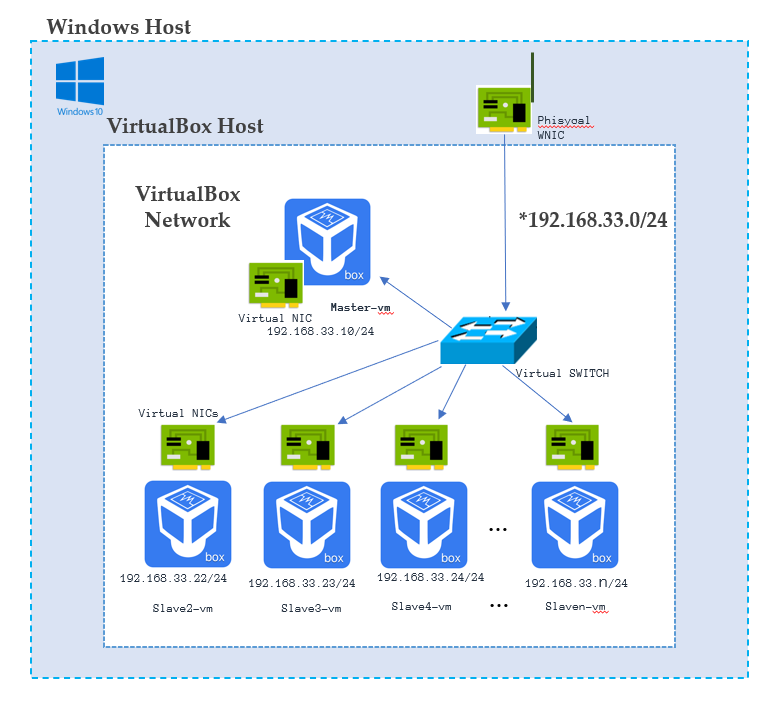 Windows Host
Windows 10
VirtualBox Host
Phisycal
WNIC
VirtualBox
Network
*192.168.33.0/24
box
Master-vm
Virtual NIC
192.168.33.10/24
Virtual SWITCH
Virtual NICs
box
box
box
...
box
192.168.33.22/24
192.168.33.23/24
192.168.33.24/24
192.168.33.n/24
Slave2-vm
Slave3-vm
Slave4-vm
...
Slaven-vm